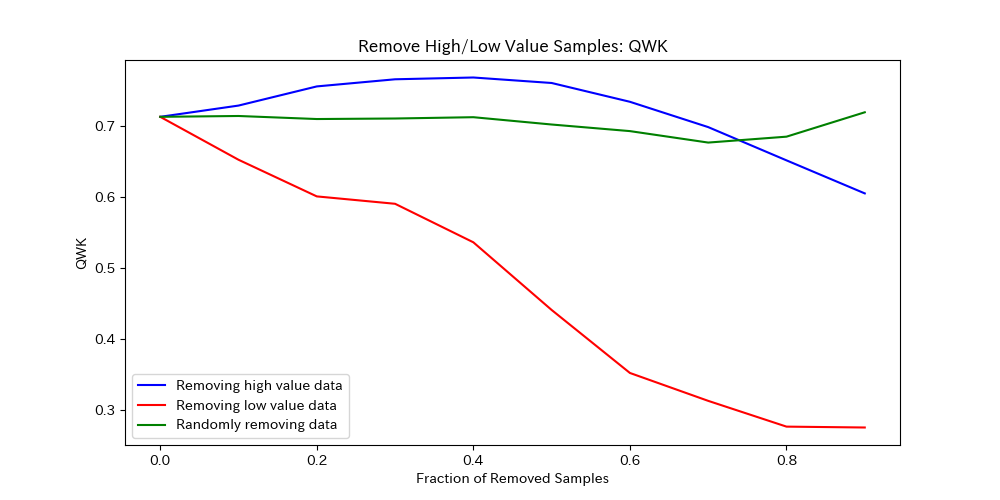 Remove High/Low Value Samples: QWK
QWK
0.7
0.6
0.5
0.4
0.3
Removing high value data
Removing low value data
Randomly removing data
0.0 0.2 0.4 0.6 0.8
Fraction of Removed Samples